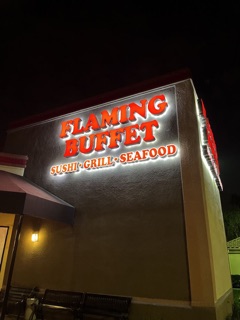 FLAMING
BUFFET
SUSHI • GRILL • SEAFOOD